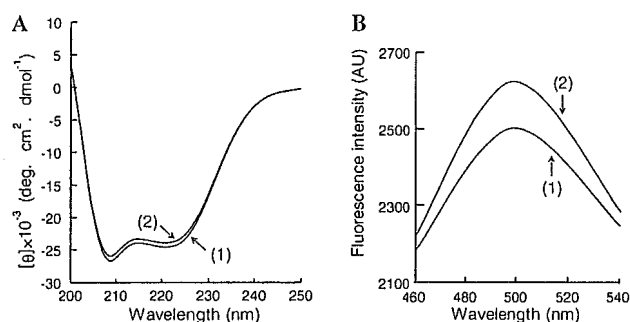 A
[θ]×10⁻³ (deg. cm². dmol⁻¹)
10
5
0
-5
-10
-15
-20
-25
-30
(2)
(1)
200 210 220 230 240 250
Wavelength (nm)
B
Fluorescence intensity (AU)
2700
2500
2300
2100
(2)
(1)
460 480 500 520 540
Wavelength (nm)